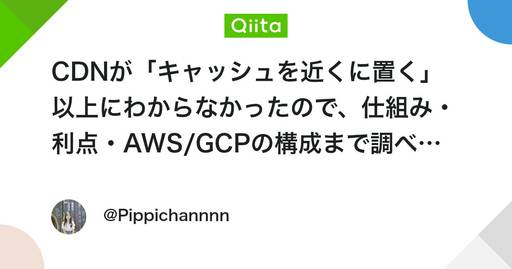 Qiita
CDNが「キャッシュを近くに置く」
以上にわからなかったので、仕組み・
利点・AWS/GCPの構成まで調べ…
@Pippichannnn